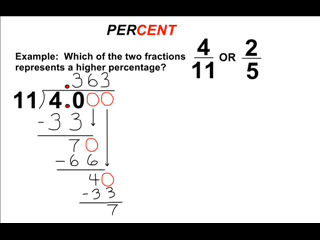 PERCENT
Example: Which of the two fractions
represents a higher percentage?
4/11 OR 2/5
.363
11)4.000
-33
70
-66
40
-33
7